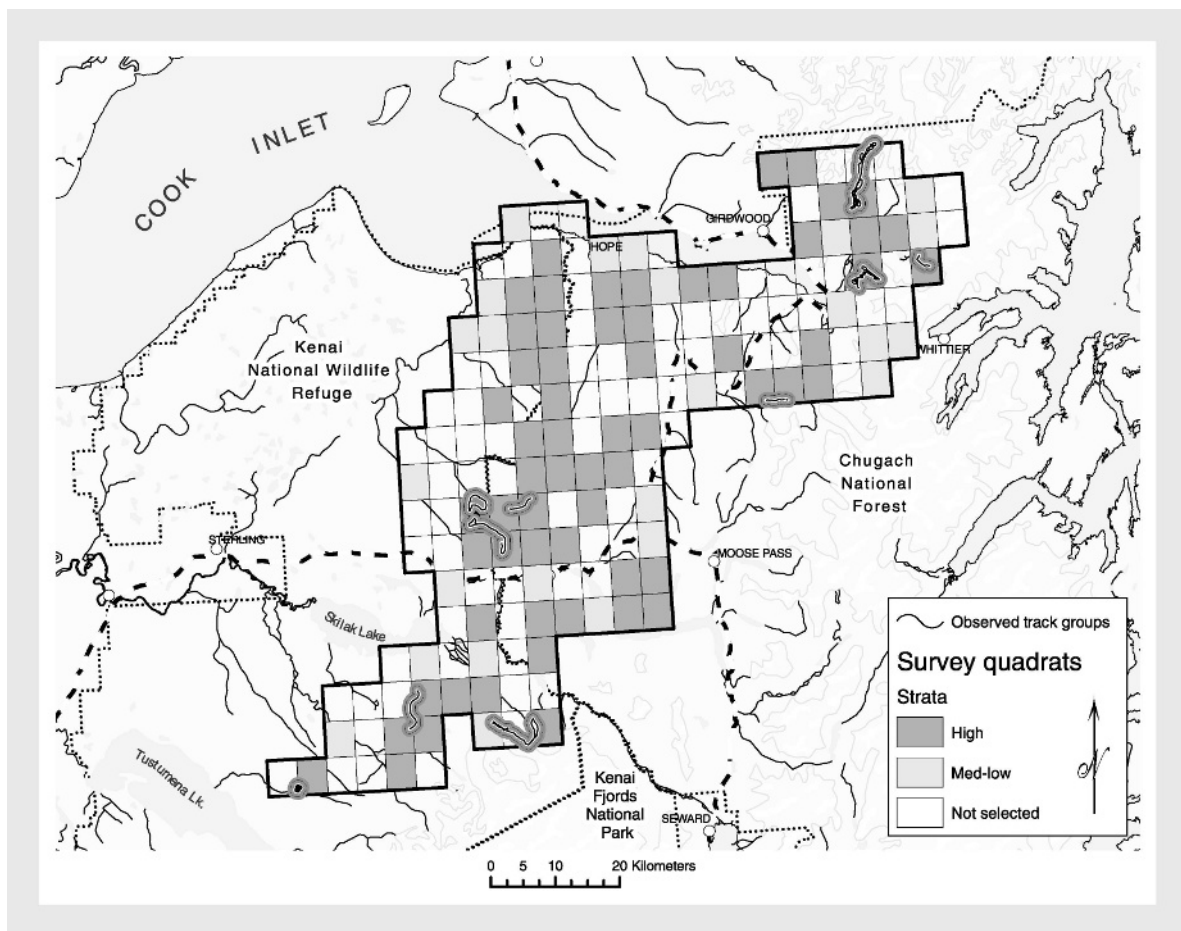 COOK INLET
GIRDWOOD
HOPE
Kenai
National Wildlife
Refuge
WHITTIER
Chugach
National
Forest
STERLING
MOOSE PASS
Skilak Lake
Tustumena Lk.
Kenai
Fjords
National
Park
SEWARD
Observed track groups
Survey quadrats
Strata
High
Med-low
Not selected
0 5 10 20 Kilometers